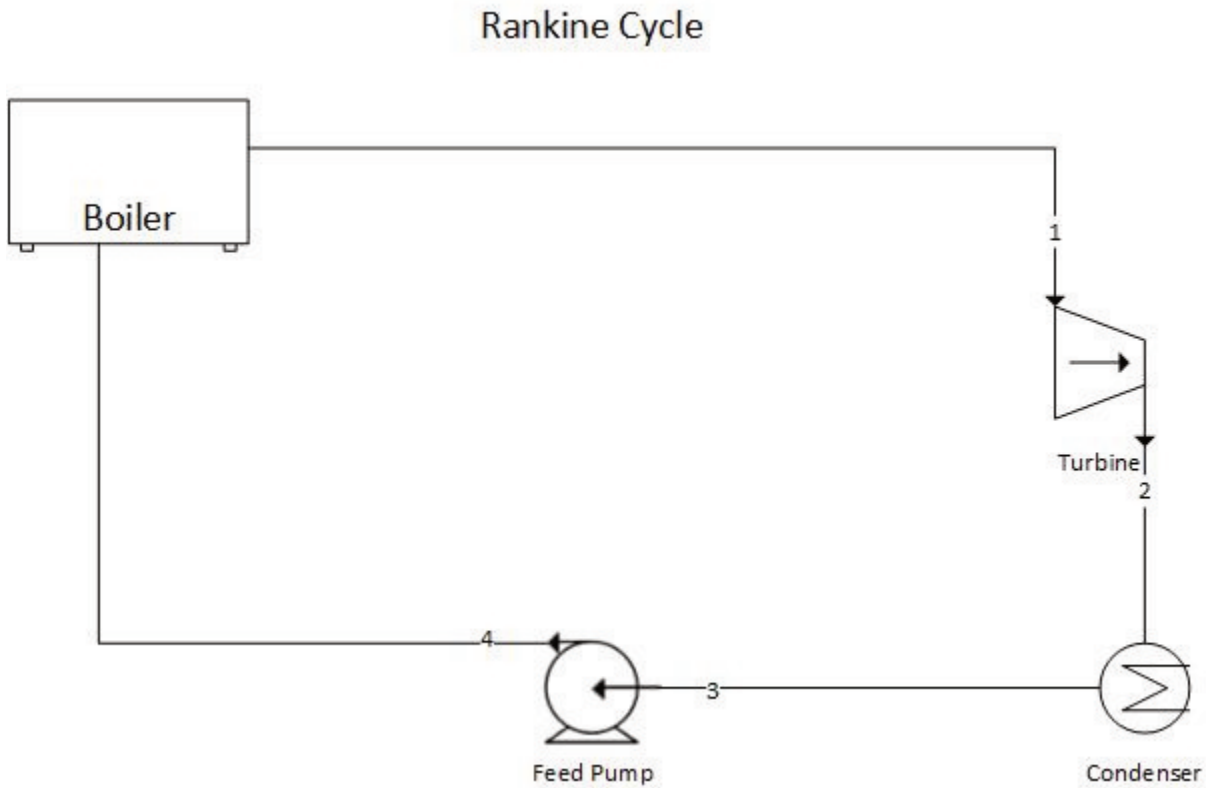 Rankine Cycle
Boiler
1
Turbine
2
4
3
Feed Pump
Condenser